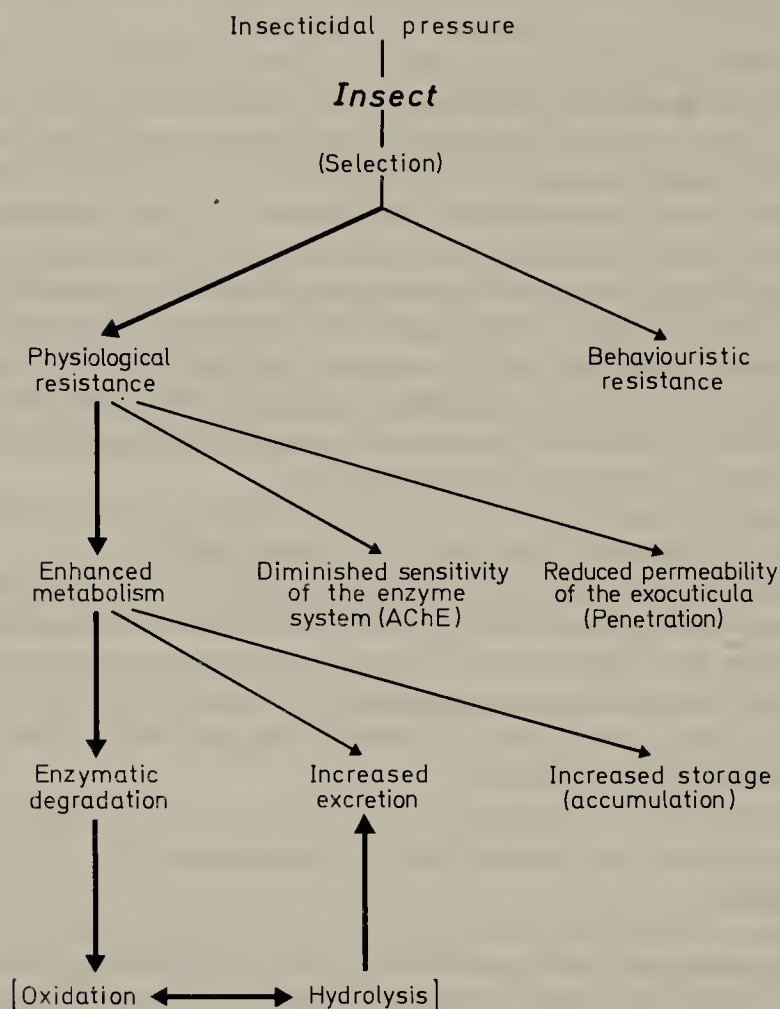 Insecticidal pressure
Insect
(Selection)
Physiological
resistance
Behaviouristic
resistance
Enhanced
metabolism
Diminished sensitivity
of the enzyme
system (AChE)
Reduced permeability
of the exocuticula
(Penetration)
Enzymatic
degradation
Increased
excretion
Increased storage
(accumulation)
[Oxidation
Hydrolysis]